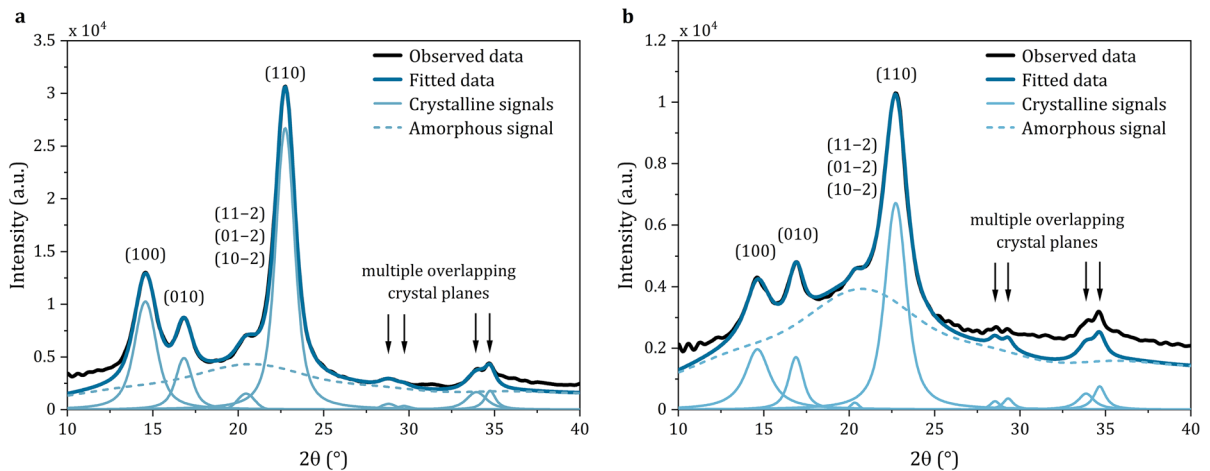 a
x 10⁴
3.5
3
2.5
2
1.5
1
0.5
0
Intensity (a.u.)
10
15
20
25
30
35
40
2θ (°)
Observed data
Fitted data
Crystalline signals
Amorphous signal
(100)
(010)
(11−2)
(01−2)
(10−2)
(110)
multiple overlapping
crystal planes
b
x 10⁴
1.2
1
0.8
0.6
0.4
0.2
0
Intensity (a.u.)
10
15
20
25
30
35
40
2θ (°)
Observed data
Fitted data
Crystalline signals
Amorphous signal
(100)
(010)
(11−2)
(01−2)
(10−2)
(110)
multiple overlapping
crystal planes